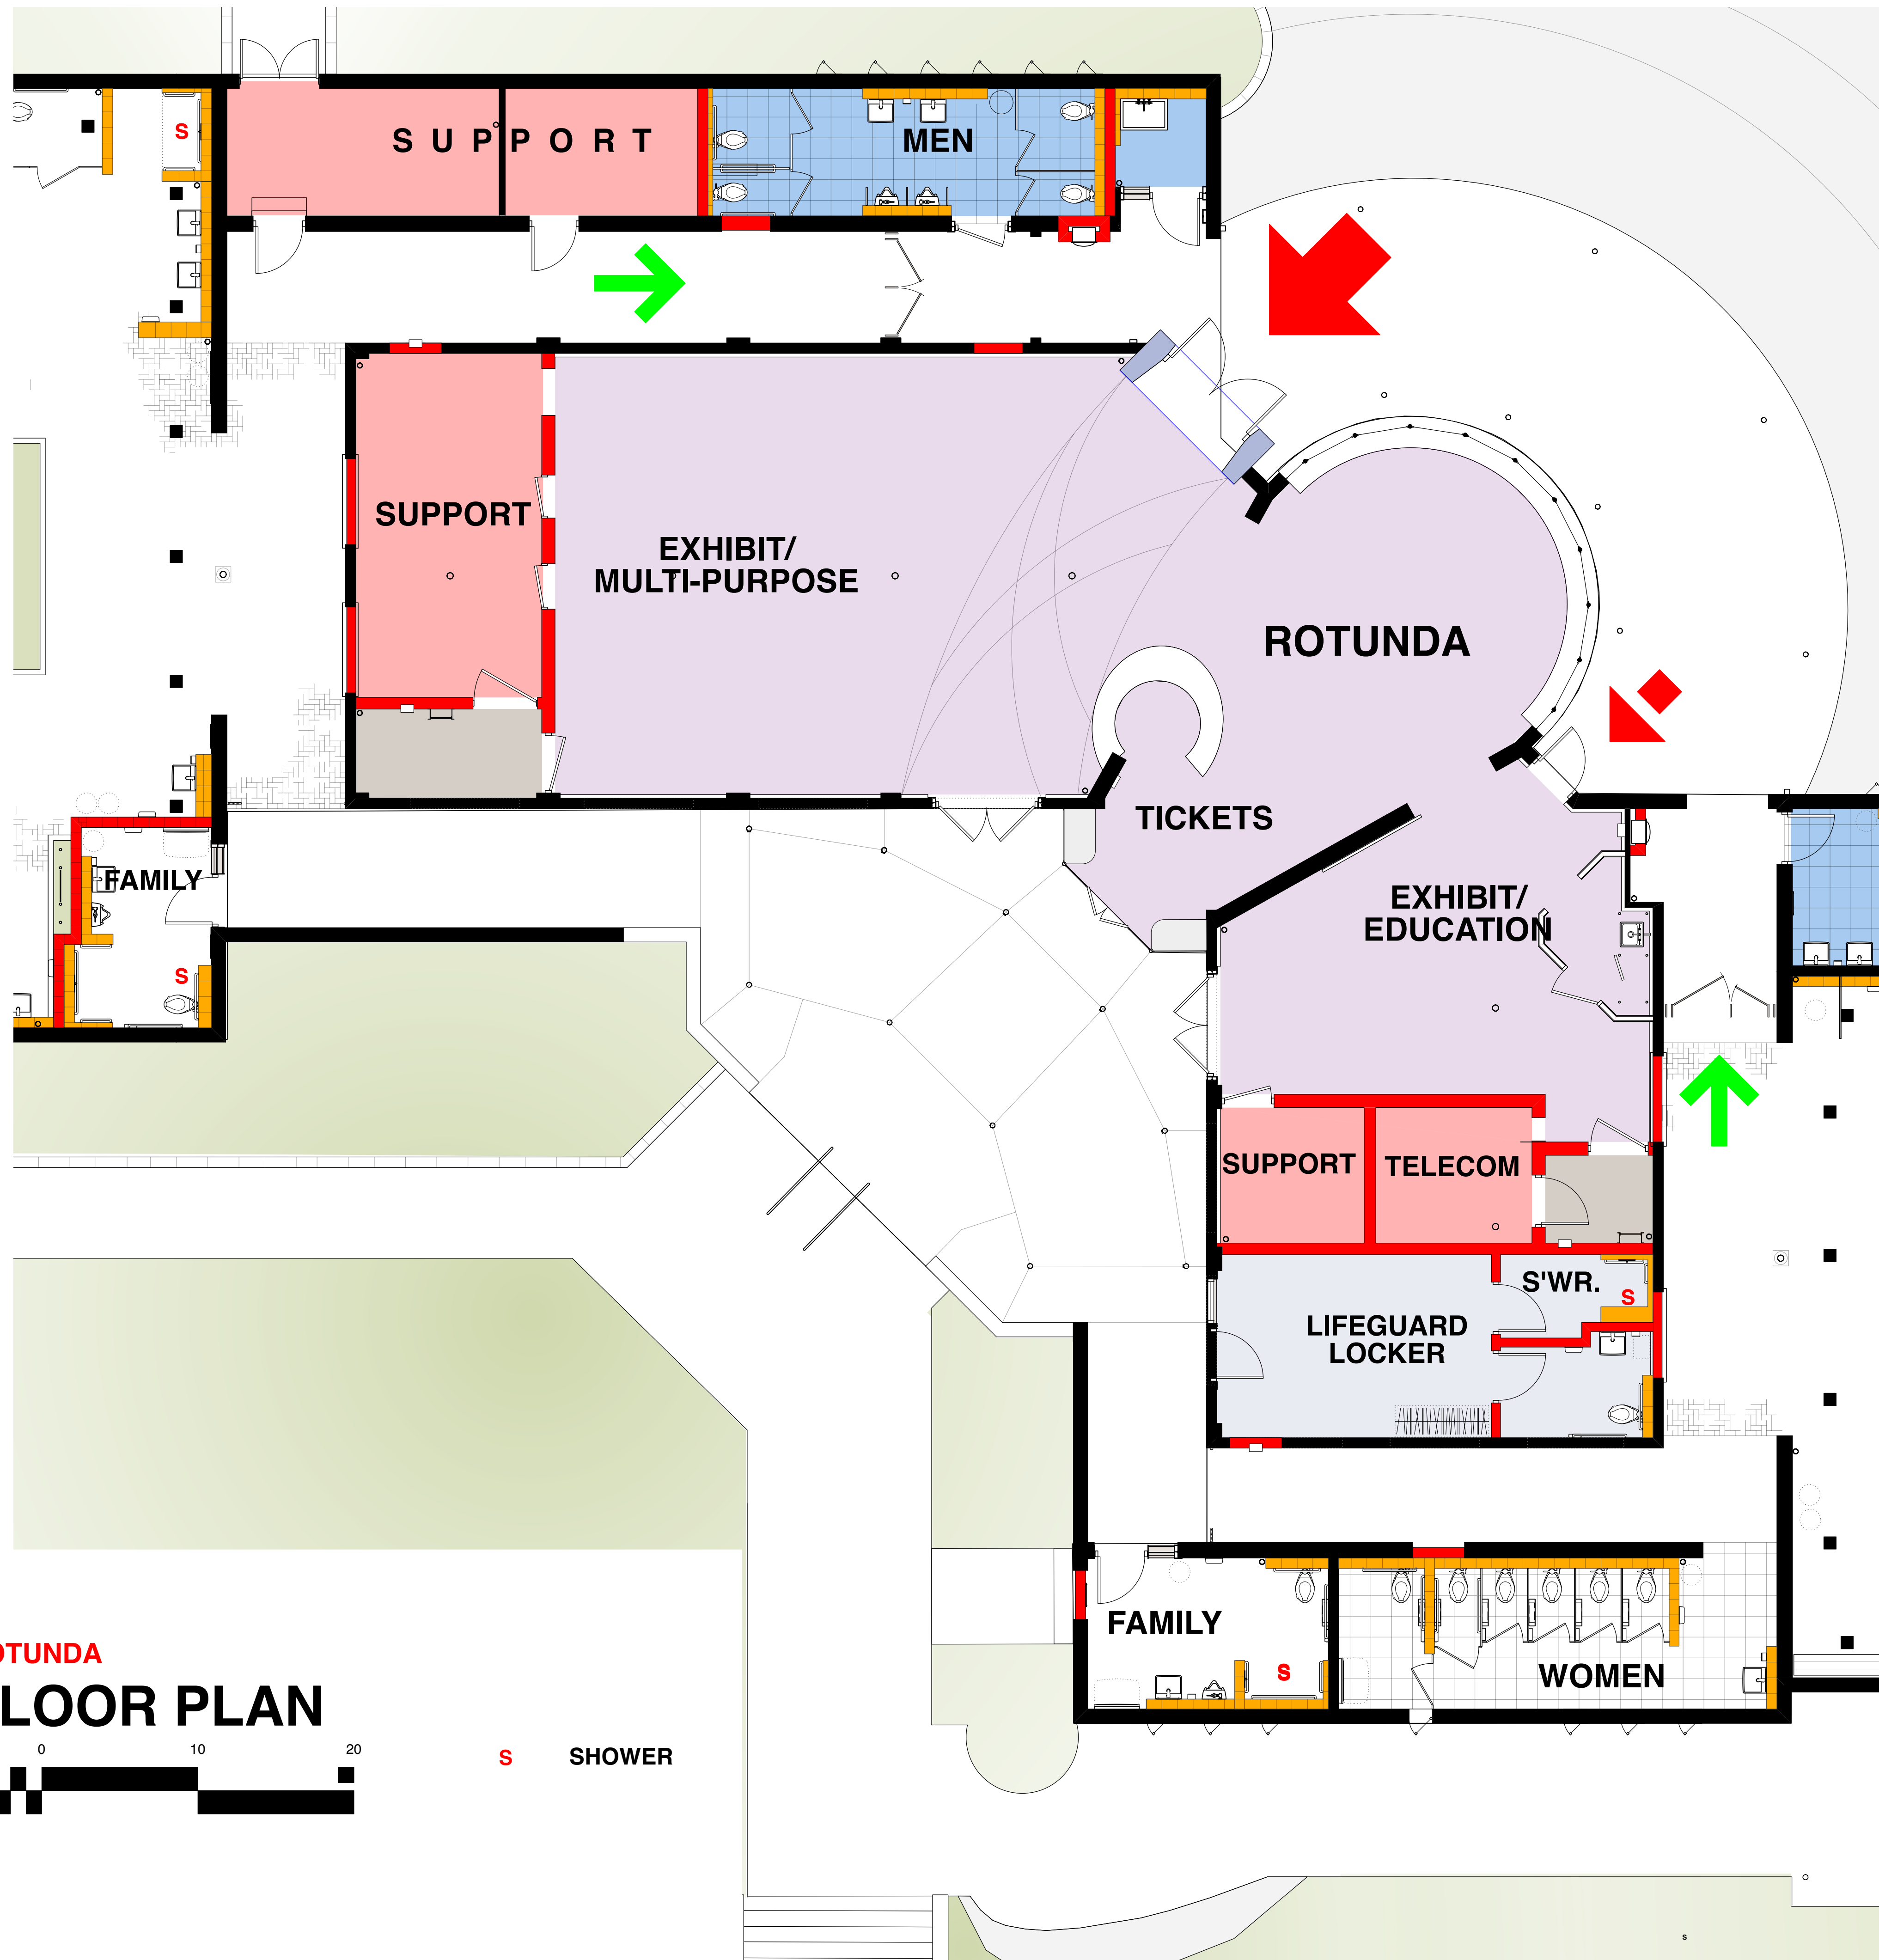 S
S U P P O R T
MEN
SUPPORT
EXHIBIT/
MULTI-PURPOSE
ROTUNDA
TICKETS
FAMILY
S
EXHIBIT/
EDUCATION
SUPPORT
TELECOM
S'WR.
S
LIFEGUARD
LOCKER
FAMILY
S
WOMEN
OTUNDA
LOOR PLAN
0 10 20
S SHOWER
S